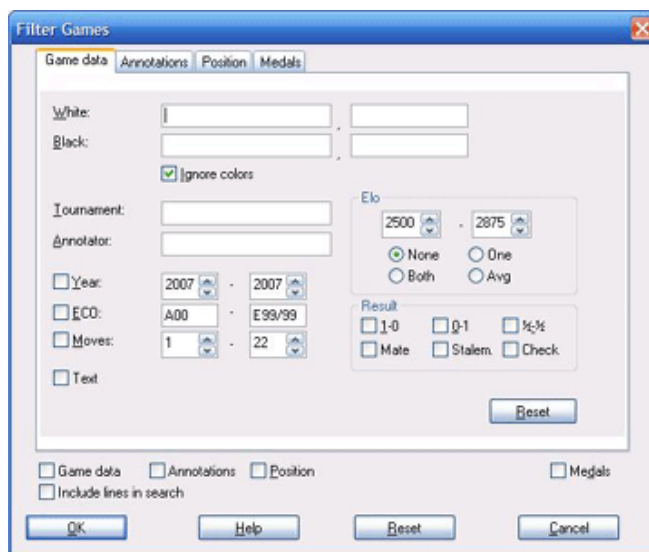 Filter Games
Game data Annotations Position Medals
White: ,
Black: ,
Ignore colors
Tournament:
Annotator:
Elo
2500 - 2875
None One
Both Avg
Year: 2007 - 2007
ECO: A00 - E99/99
Moves: 1 - 22
Text
Result
1-0 0-1 ½-½
Mate Stalem. Check
Reset
Game data Annotations Position Medals
Include lines in search
OK Help Reset Cancel